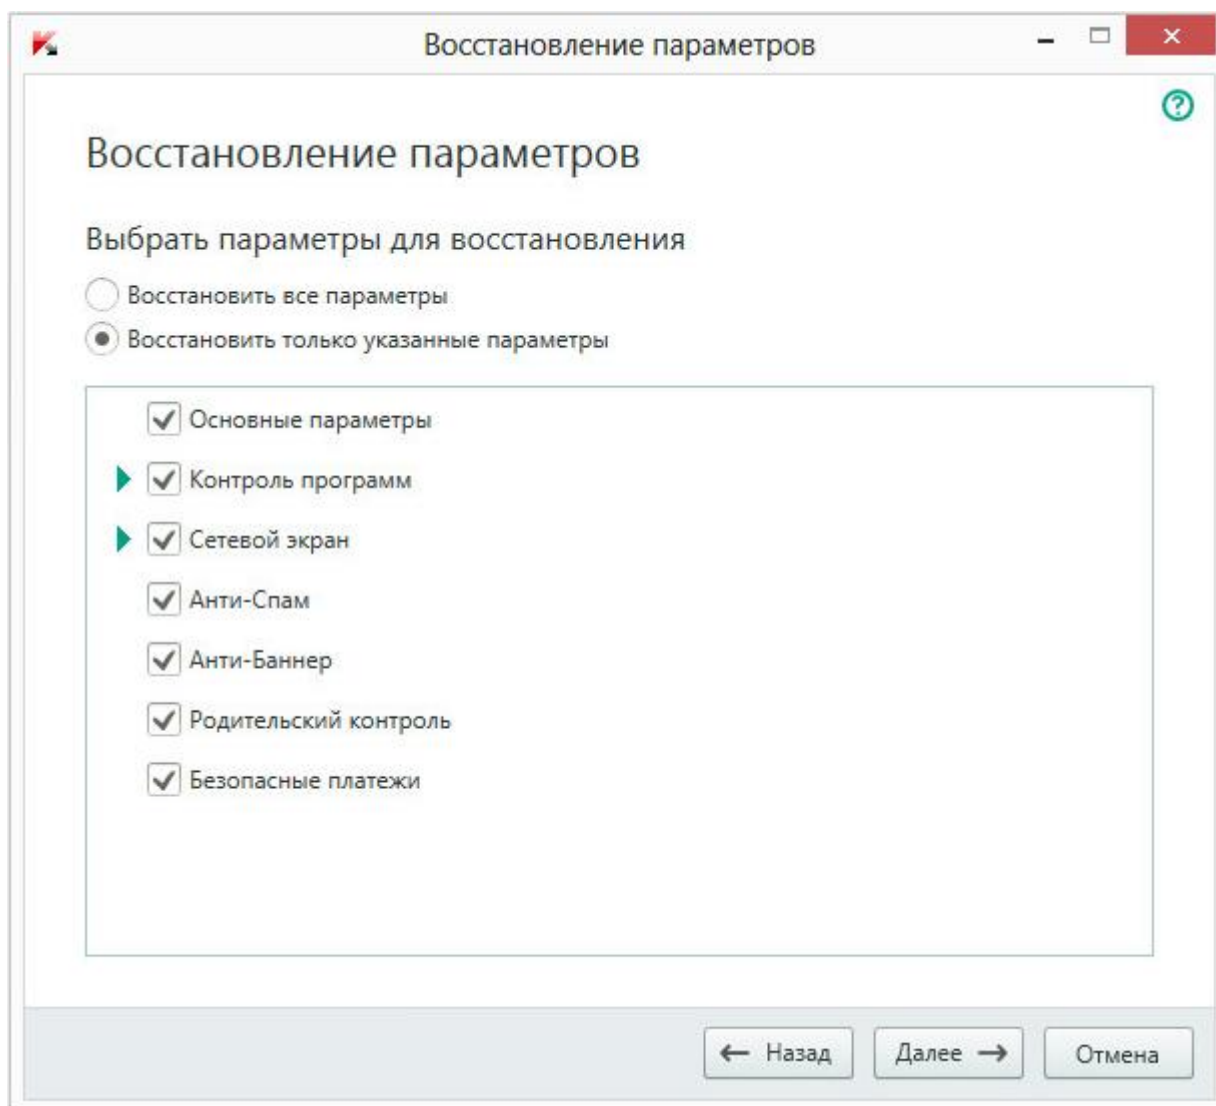 Восстановление параметров
Восстановление параметров
Выбрать параметры для восстановления
Восстановить все параметры
Восстановить только указанные параметры
Основные параметры
Контроль программ
Сетевой экран
Анти-Спам
Анти-Баннер
Родительский контроль
Безопасные платежи
← Назад
Далее →
Отмена